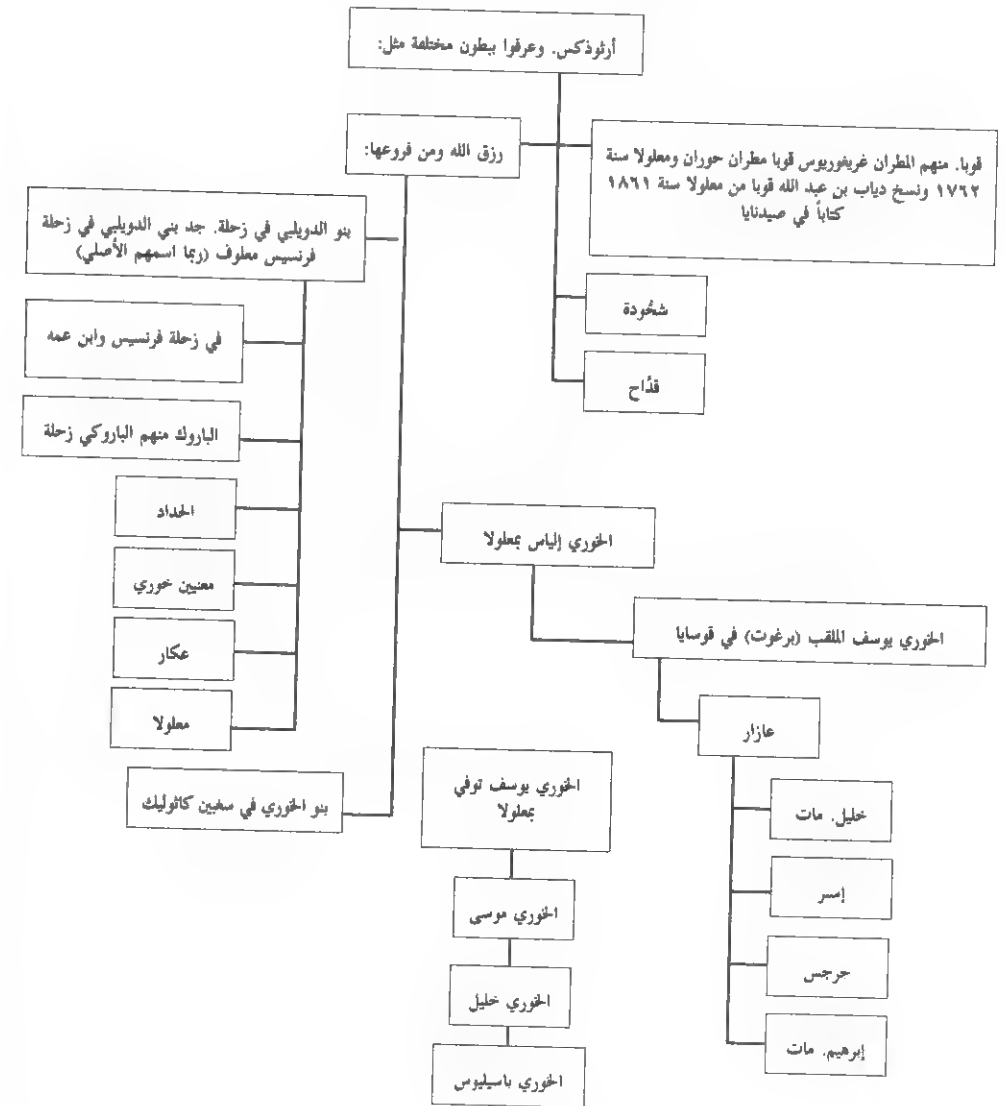 أرثوذكس. وعرفوا ببطون مختلفة مثل:
رزق الله ومن فروعها:
قوبا. منهم المطران غريغوريوس قوبا مطران حوران ومعلولا سنة
١٧٦٢ ونسخ دياب بن عبد الله قوبا من معلولا سنة ١٨٦١
كتاباً في صيدنايا
شخّودة
قدّاح
بنو الدويليي في زحلة. جد بني الدويليي في زحلة
فرنسيس معلوف (ربما اسمهم الأصلي)
في زحلة فرنسيس وابن عمه
الباروك منهم الباروكي زحلة
الحداد
معنيين خوري
عكار
معلولا
الخوري إلياس بمعلولا
الخوري يوسف الملقب (برغوت) في قوسايا
عازار
خليل. مات
إسبر
جرجس
إبرهيم. مات
بنو الخوري في سغبين كاثوليك
الخوري يوسف توفي
بمعلولا
الخوري موسى
الخوري خليل
الخوري باسيليوس